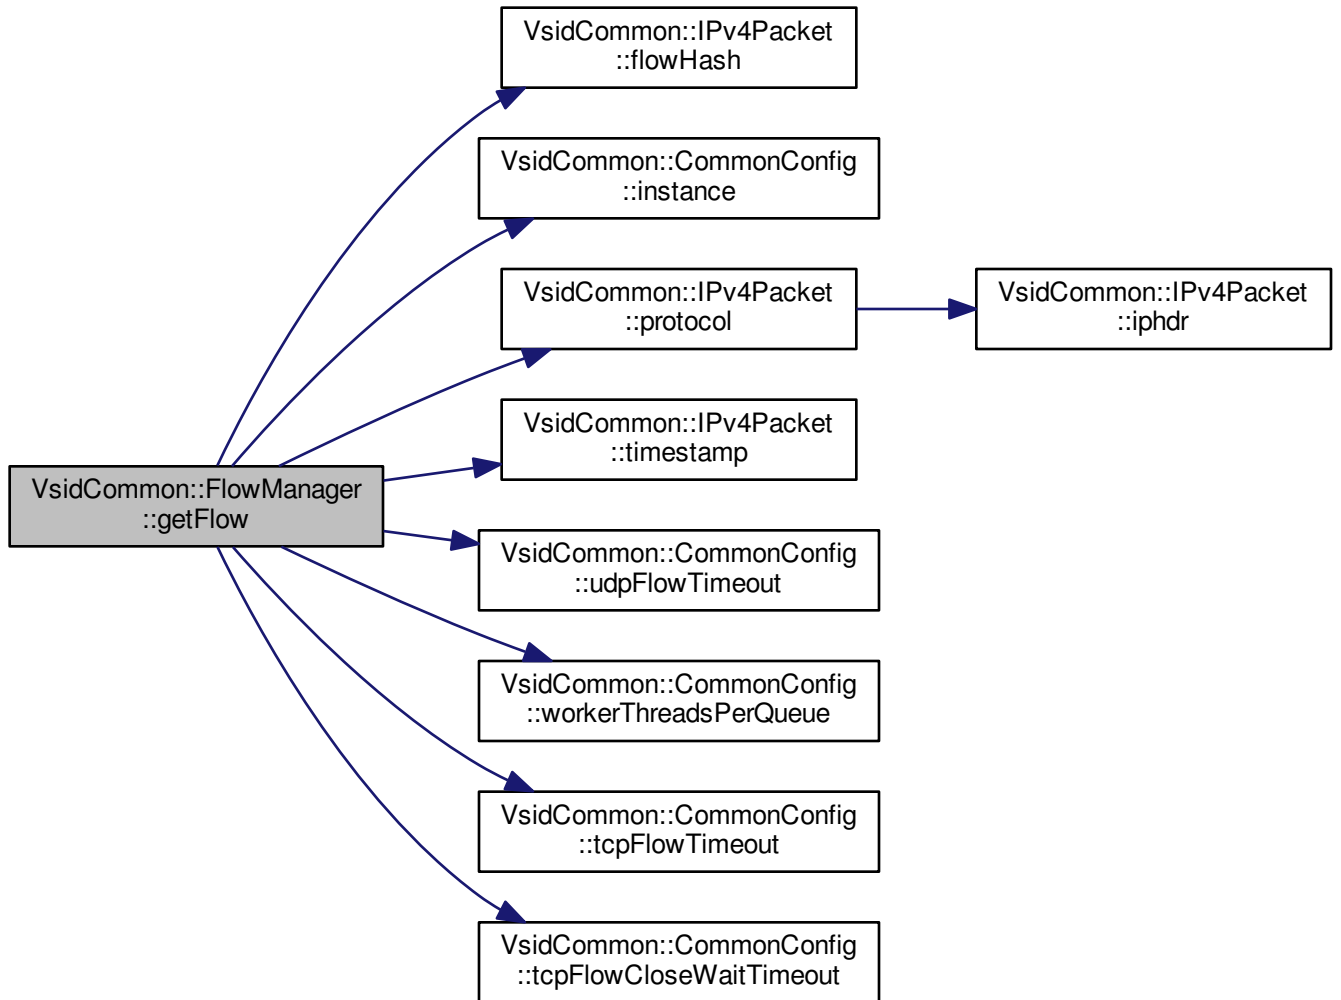 VsidCommon::IPv4Packet
::flowHash
VsidCommon::CommonConfig
::instance
VsidCommon::IPv4Packet
::protocol
VsidCommon::IPv4Packet
::iphdr
VsidCommon::IPv4Packet
::timestamp
VsidCommon::FlowManager
::getFlow
VsidCommon::CommonConfig
::udpFlowTimeout
VsidCommon::CommonConfig
::workerThreadsPerQueue
VsidCommon::CommonConfig
::tcpFlowTimeout
VsidCommon::CommonConfig
::tcpFlowCloseWaitTimeout